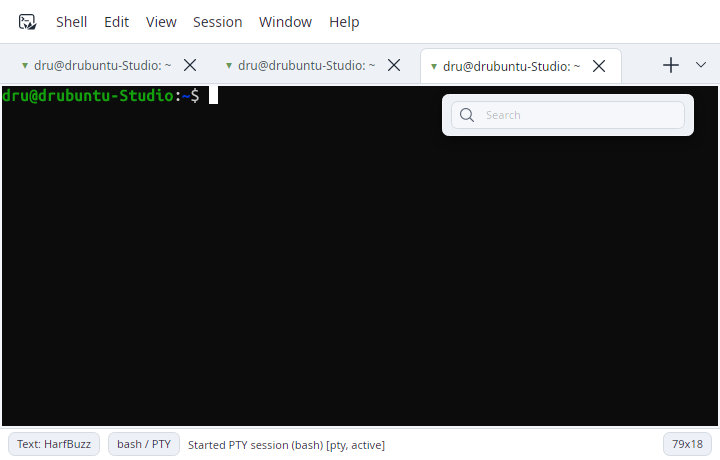 Shell Edit View Session Window Help
dru@drubuntu-Studio: ~ dru@drubuntu-Studio: ~ dru@drubuntu-Studio: ~
dru@drubuntu-Studio:~$
Search
Text: HarfBuzz bash / PTY Started PTY session (bash) [pty, active] 79x18